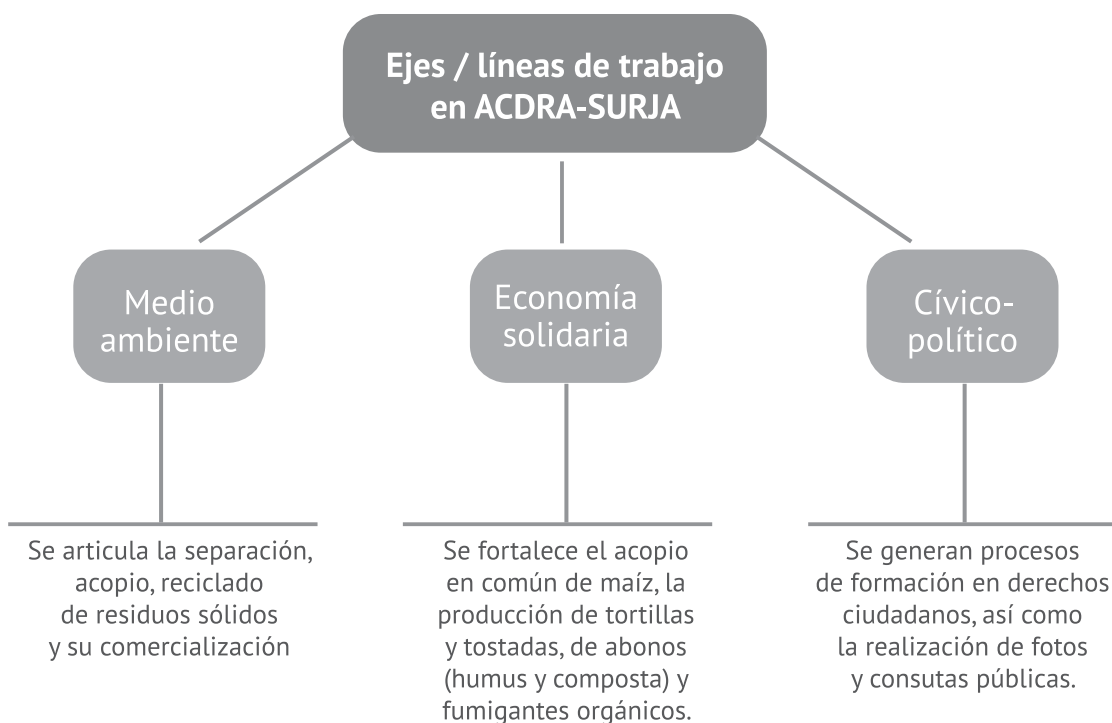 Ejes / líneas de trabajo
en ACDRA-SURJA
Medio
ambiente
Economía
solidaria
Cívico-
político
Se articula la separación,
acopio, reciclado
de residuos sólidos
y su comercialización
Se fortalece el acopio
en común de maíz, la
producción de tortillas
y tostadas, de abonos
(humus y composta) y
fumigantes orgánicos.
Se generan procesos
de formación en derechos
ciudadanos, así como
la realización de fotos
y consutas públicas.